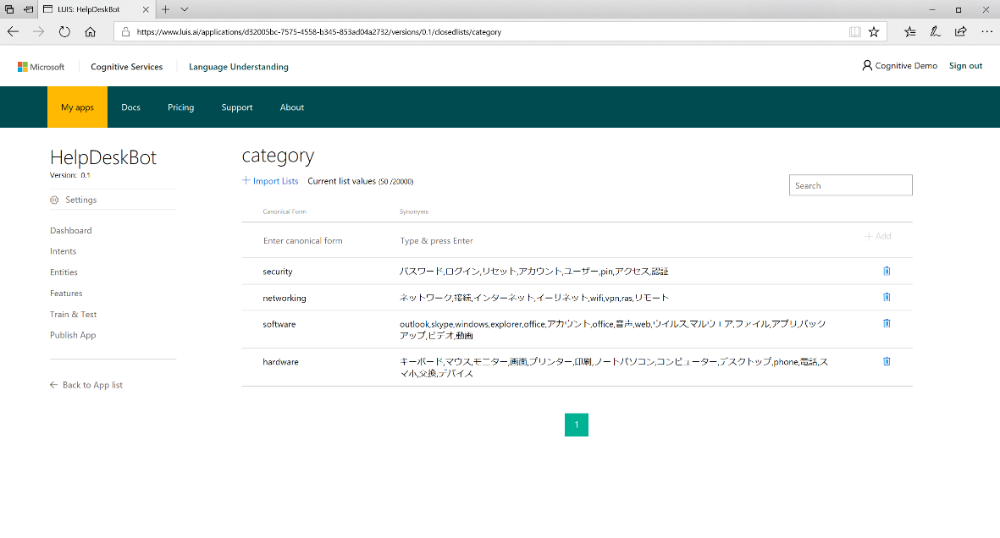 LUIS: HelpDeskBot
https://www.luis.ai/applications/d32005bc-7575-4558-b345-853ad04a2732/versions/0.1/closedlists/category
Microsoft Cognitive Services Language Understanding Cognitive Demo Sign out
My apps Docs Pricing Support About
HelpDeskBot
Version: 0.1
Settings
Dashboard
Intents
Entities
Features
Train & Test
Publish App
Back to App list
category
Import Lists Current list values (50 /20000)
Search
Canonical Form Synonyms
Enter canonical form Type & press Enter Add
security パスワード,ログイン,リセット,アカウント,ユーザー,pin,アクセス,認証
networking ネットワーク,接続,インターネット,イーサネット,wifi,vpn,ras,リモート
software outlook,skype,windows,explorer,office,アカウント,office,音声,web,ウイルス,マルウェア,ファイル,アプリ,バック
アップ,ビデオ,動画
hardware キーボード,マウス,モニター,画面,プリンター,印刷,ノートパソコン,コンピューター,デスクトップ,phone,電話,ス
マホ,交換,デバイス
1